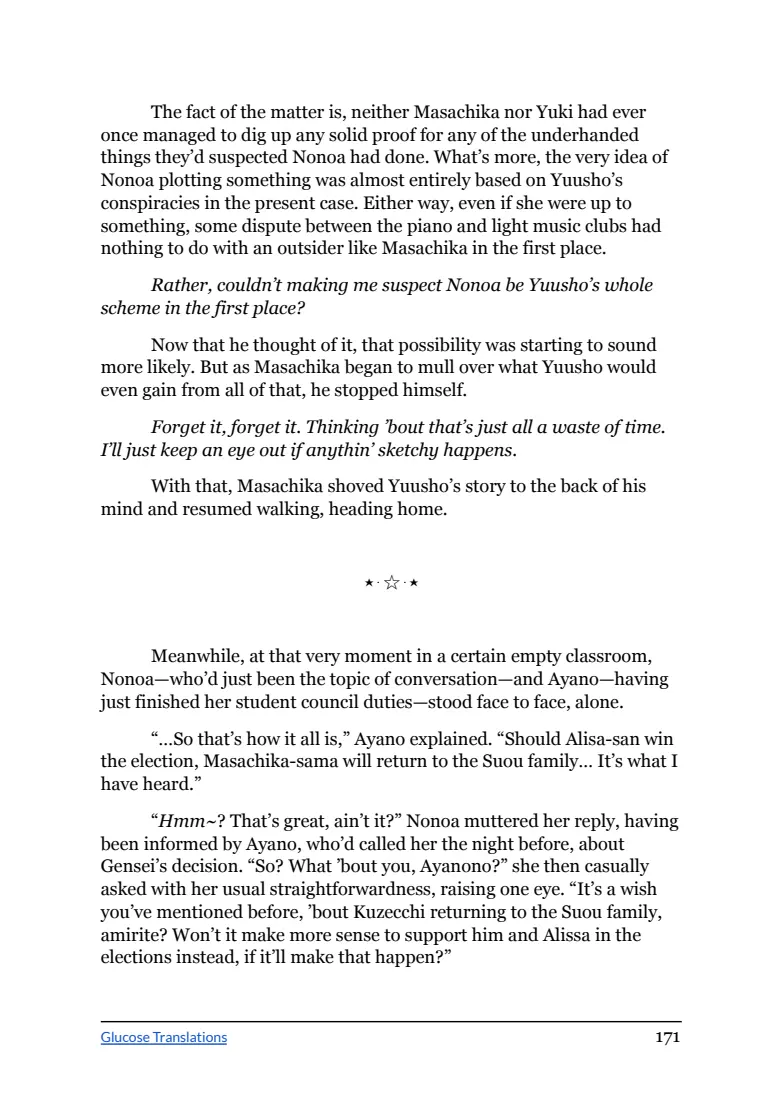 The fact of the matter is, neither Masachika nor Yuki had ever
once managed to dig up any solid proof for any of the underhanded
things they’d suspected Nonoa had done. What’s more, the very idea of
Nonoa plotting something was almost entirely based on Yuusho’s
conspiracies in the present case. Either way, even if she were up to
something, some dispute between the piano and light music clubs had
nothing to do with an outsider like Masachika in the first place.
Rather, couldn’t making me suspect Nonoa be Yuusho’s whole
scheme in the first place?
Now that he thought of it, that possibility was starting to sound
more likely. But as Masachika began to mull over what Yuusho would
even gain from all of that, he stopped himself.
Forget it, forget it. Thinking ’bout that’s just all a waste of time.
I’ll just keep an eye out if anythin’ sketchy happens.
With that, Masachika shoved Yuusho’s story to the back of his
mind and resumed walking, heading home.
⋆·☆·⋆
Meanwhile, at that very moment in a certain empty classroom,
Nonoa—who’d just been the topic of conversation—and Ayano—having
just finished her student council duties—stood face to face, alone.
“…So that’s how it all is,” Ayano explained. “Should Alisa-san win
the election, Masachika-sama will return to the Suou family… It’s what I
have heard.”
“Hmm~? That’s great, ain’t it?” Nonoa muttered her reply, having
been informed by Ayano, who’d called her the night before, about
Gensei’s decision. “So? What ’bout you, Ayanono?” she then casually
asked with her usual straightforwardness, raising one eye. “It’s a wish
you’ve mentioned before, ’bout Kuzecchi returning to the Suou family,
amirite? Won’t it make more sense to support him and Alissa in the
elections instead, if it’ll make that happen?”
Glucose Translations
171